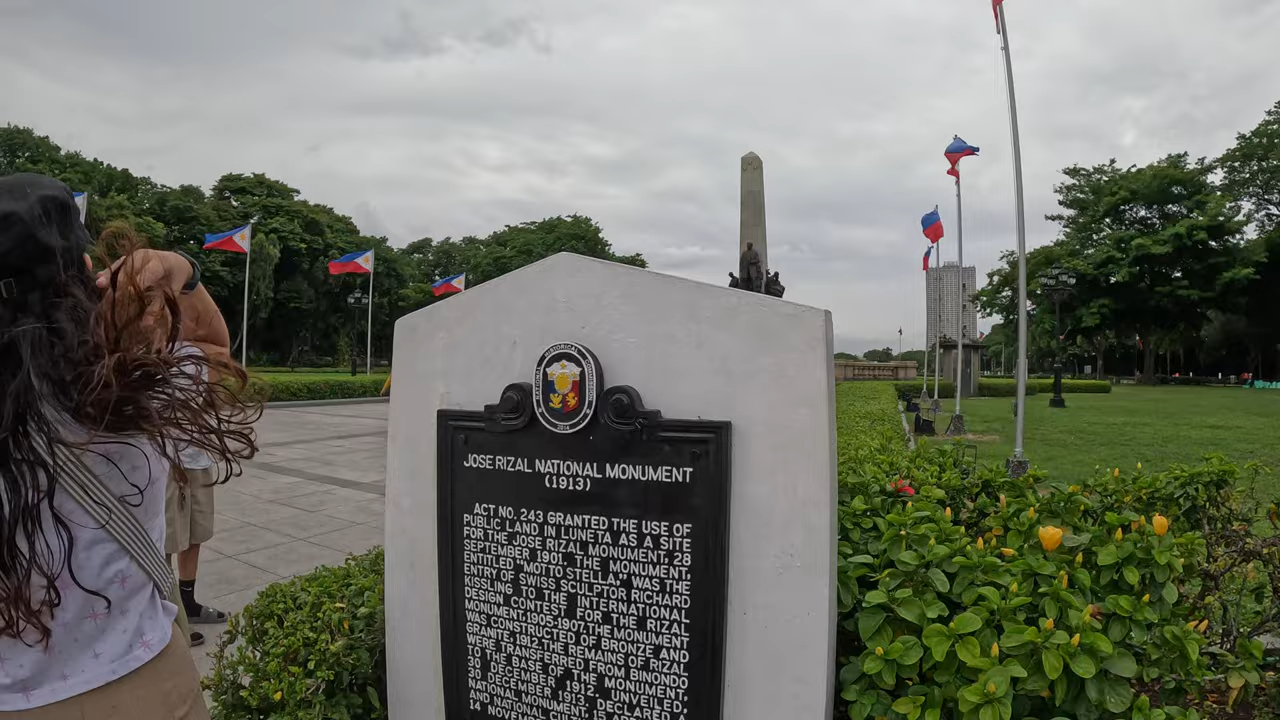 NATIONAL HISTORICAL COMMISSION
2014
JOSE RIZAL NATIONAL MONUMENT
(1913)
ACT NO. 243 GRANTED THE USE OF
PUBLIC LAND IN LUNETA AS A SITE
FOR THE JOSE RIZAL MONUMENT, 28
SEPTEMBER 1901. THE MONUMENT,
ENTITLED "MOTTO STELLA," WAS THE
ENTRY OF SWISS SCULPTOR RICHARD
KISSLING TO THE INTERNATIONAL
DESIGN CONTEST FOR THE RIZAL
MONUMENT, 1905-1907. THE MONUMENT
WAS CONSTRUCTED OF BRONZE AND
GRANITE, 1912. THE REMAINS OF RIZAL
WERE TRANSFERRED FROM BINONDO
TO THE BASE OF THE MONUMENT,
30 DECEMBER 1912. UNVEILED,
30 DECEMBER 1913. DECLARED A
NATIONAL MONUMENT, 15
AND NATIONAL
14